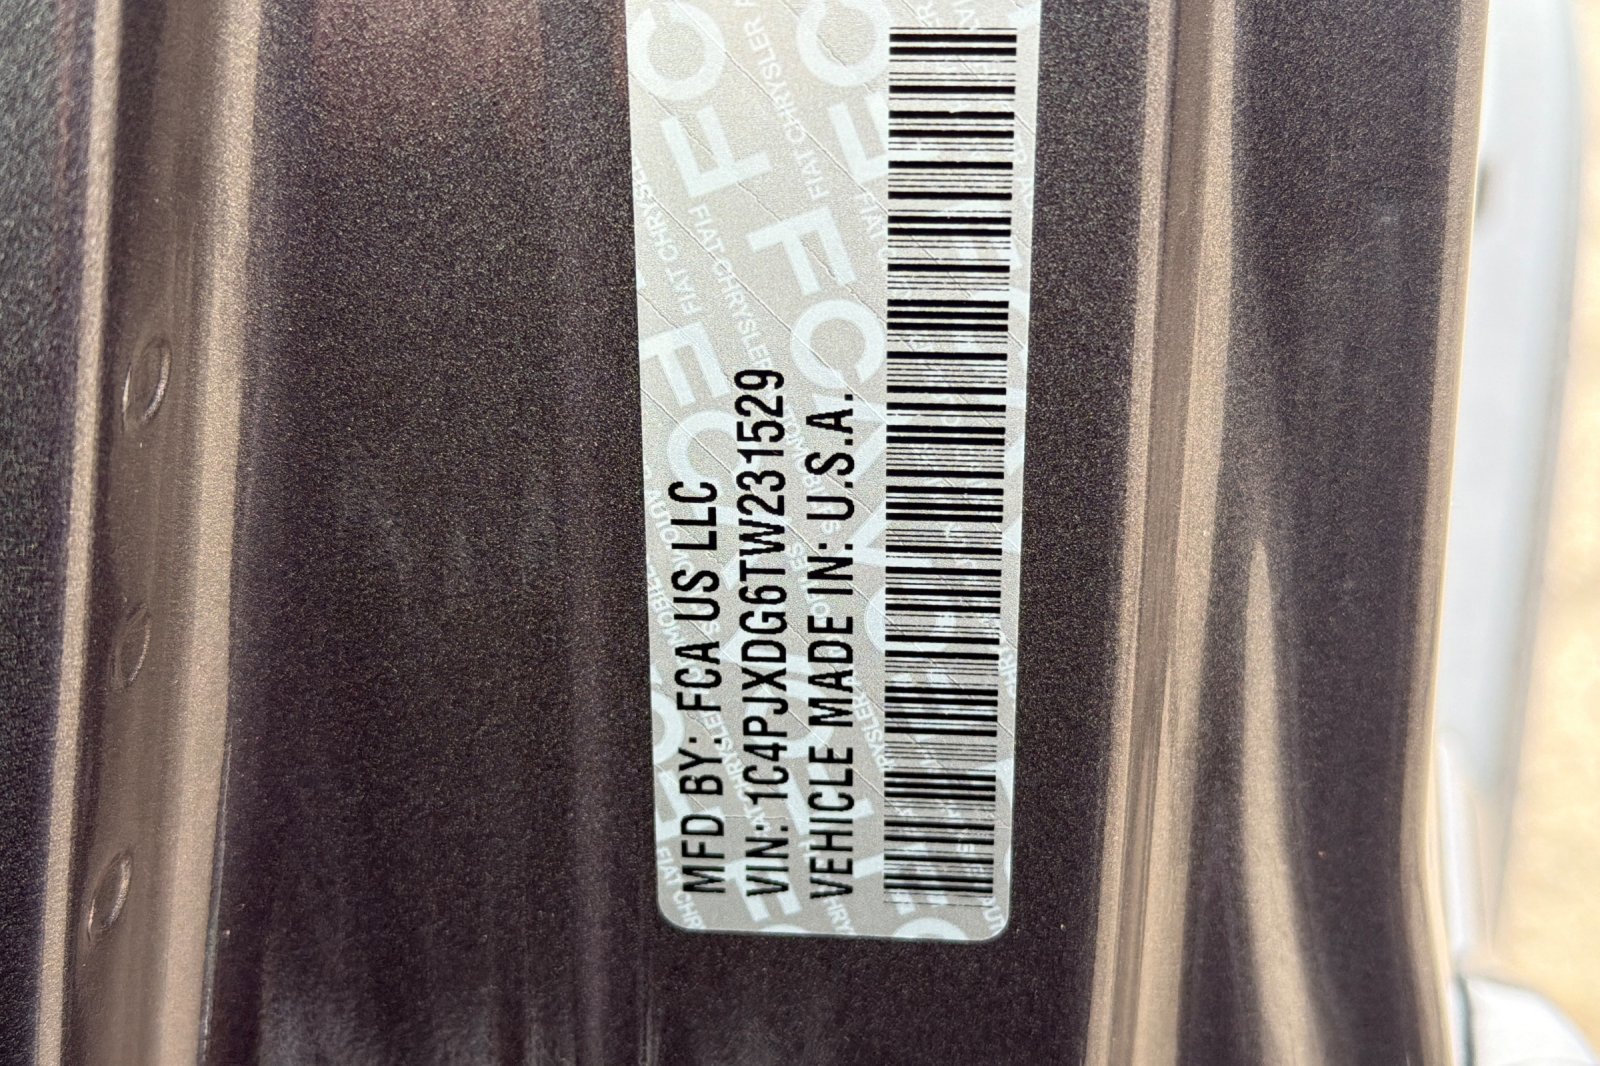 MFD BY: FCA US LLC
VIN: 1C4PJXDG6TW231529
VEHICLE MADE IN: U.S.A.